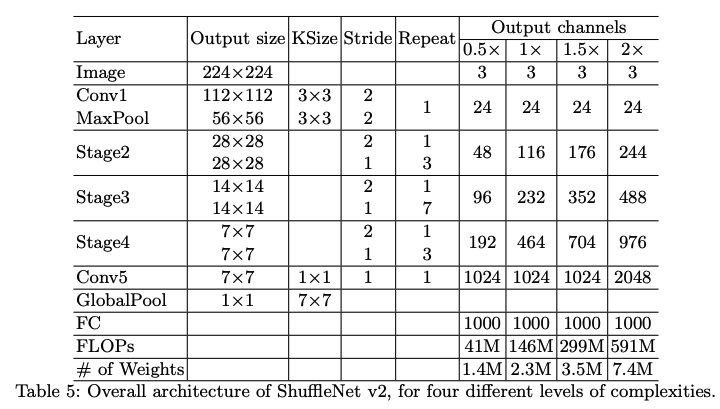 Output channels
Layer Output size KSize Stride Repeat
0.5× 1× 1.5× 2×
Image 224×224 3 3 3 3
Conv1 112×112 3×3 2
1 24 24 24 24
MaxPool 56×56 3×3 2
28×28 2 1
Stage2 48 116 176 244
28×28 1 3
14×14 2 1
Stage3 96 232 352 488
14×14 1 7
7×7 2 1
Stage4 192 464 704 976
7×7 1 3
Conv5 7×7 1×1 1 1 1024 1024 1024 2048
GlobalPool 1×1 7×7
FC 1000 1000 1000 1000
FLOPs 41M 146M 299M 591M
# of Weights 1.4M 2.3M 3.5M 7.4M
Table 5: Overall architecture of ShuffleNet v2, for four different levels of complexities.